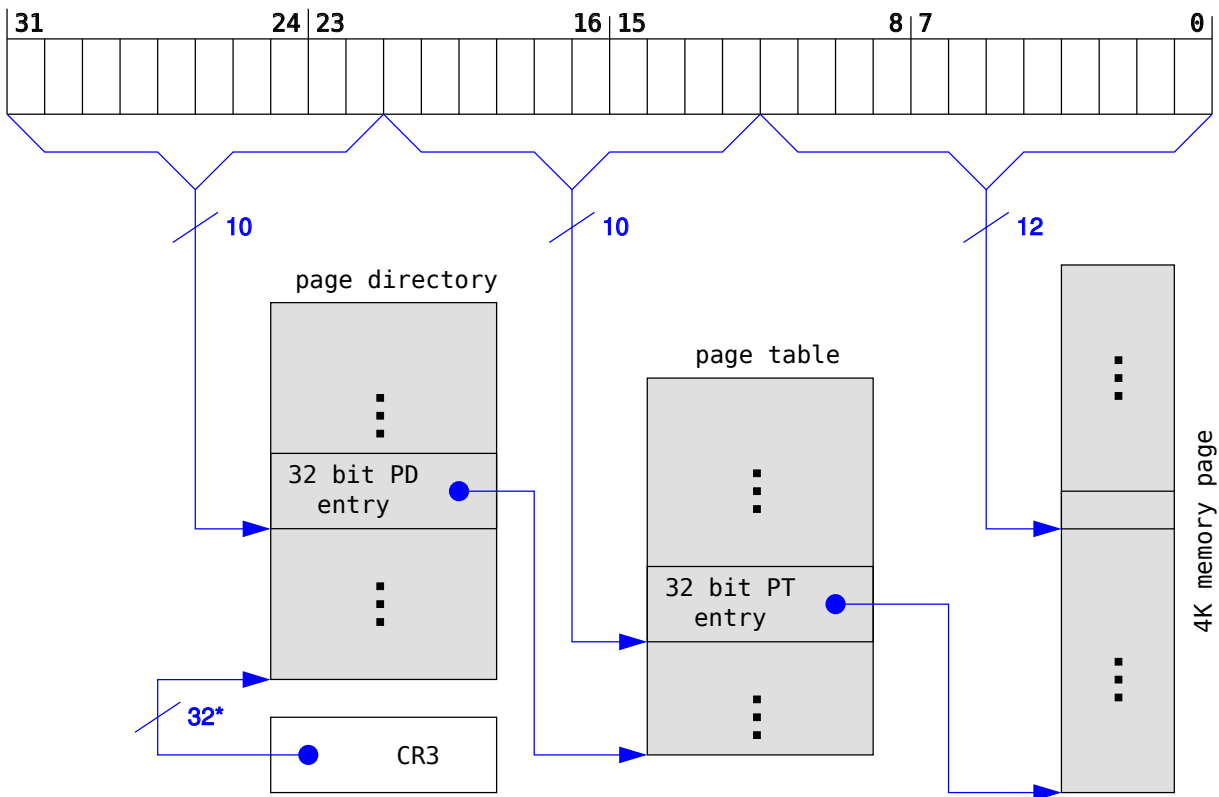 31 24 23 16 15 8 7 0
10 10 12
page directory
page table
32 bit PD
entry
32 bit PT
entry
4K memory page
32*
CR3